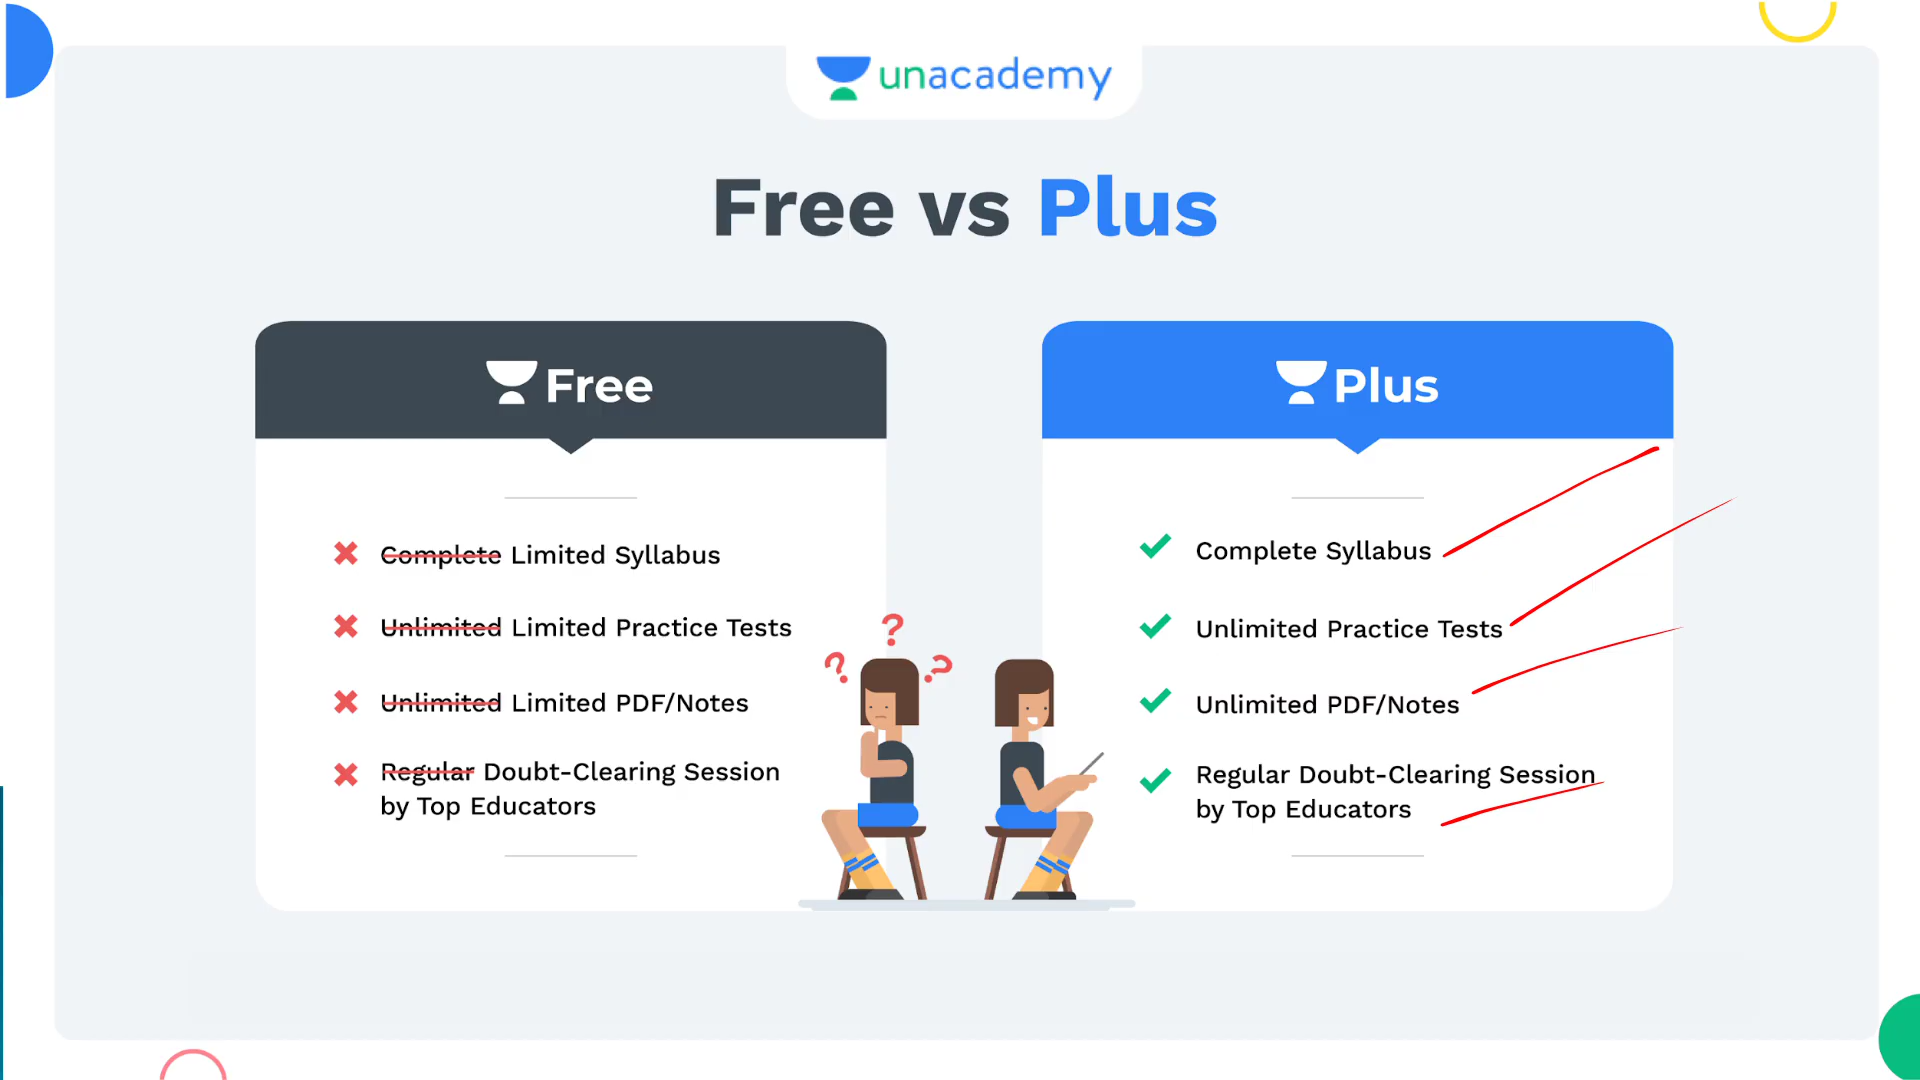 unacademy
Free vs Plus
Free
Complete Limited Syllabus
Unlimited Limited Practice Tests
Unlimited Limited PDF/Notes
Regular Doubt-Clearing Session
by Top Educators
? ? ?
Plus
Complete Syllabus
Unlimited Practice Tests
Unlimited PDF/Notes
Regular Doubt-Clearing Session
by Top Educators